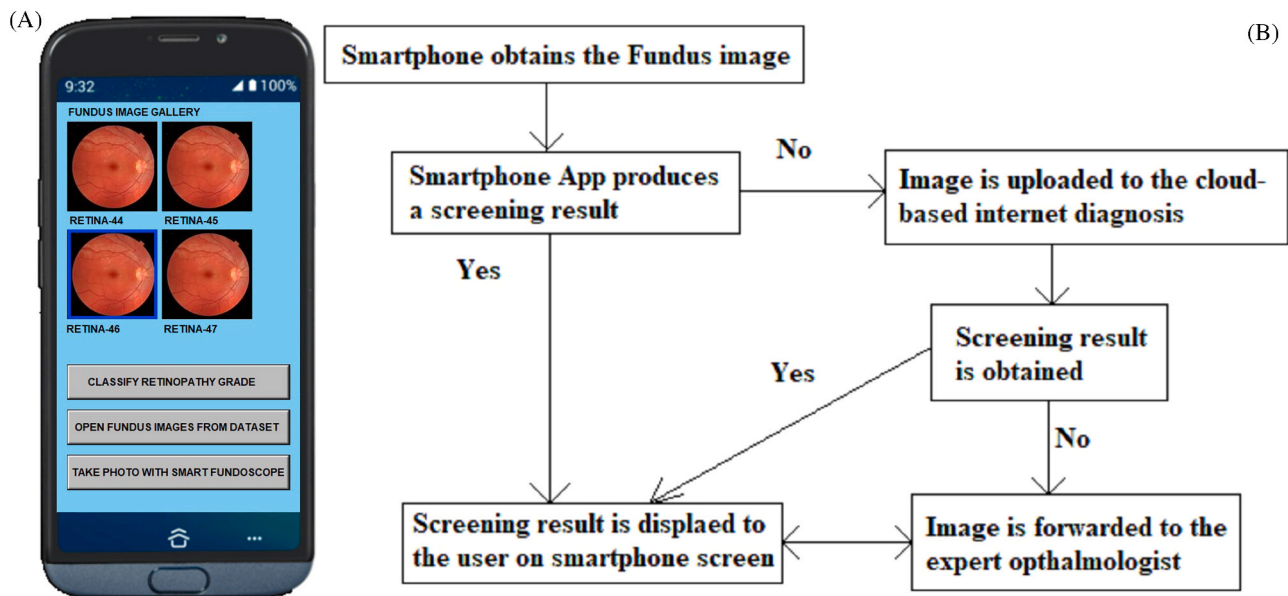 (A)
9:32
100%
FUNDUS IMAGE GALLERY
RETINA-44
RETINA-45
RETINA-46
RETINA-47
CLASSIFY RETINOPATHY GRADE
OPEN FUNDUS IMAGES FROM DATASET
TAKE PHOTO WITH SMART FUNDOSCOPE
(B)
Smartphone obtains the Fundus image
Smartphone App produces
a screening result
No
Image is uploaded to the cloud-
based internet diagnosis
Yes
Screening result
is obtained
Yes
No
Screening result is displaed to
the user on smartphone screen
Image is forwarded to the
expert opthalmologist